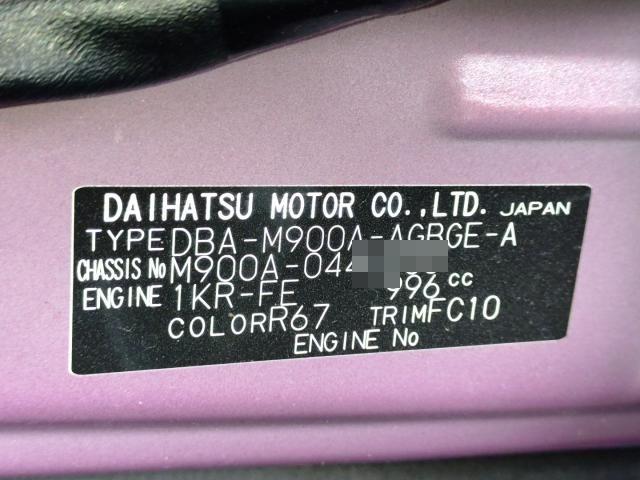 DAIHATSU MOTOR CO.,LTD. JAPAN
TYPE DBA-M900A-AGBGE-A
CHASSIS No M900A-044
ENGINE 1KR-FE 996 cc
COLOR R67 TRIM FC10
ENGINE No